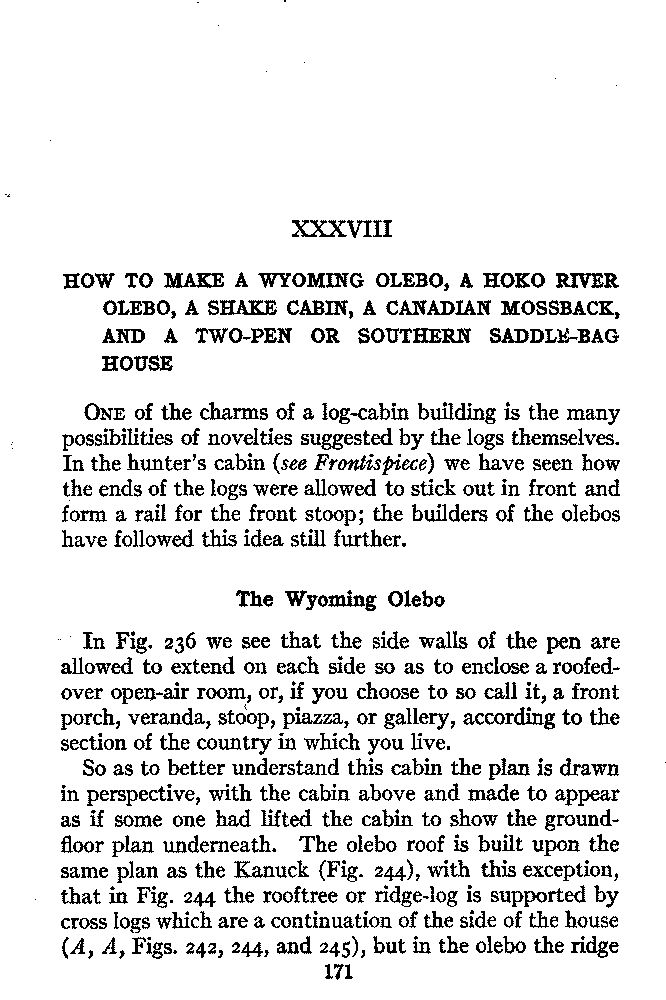 XXXVIII
HOW TO MAKE A WYOMING OLEBO, A HOKO RIVER
OLEBO, A SHAKE CABIN, A CANADIAN MOSSBACK,
AND A TWO-PEN OR SOUTHERN SADDLE-BAG
HOUSE
ONE of the charms of a log-cabin building is the many
possibilities of novelties suggested by the logs themselves.
In the hunter's cabin (see Frontispiece) we have seen how
the ends of the logs were allowed to stick out in front and
form a rail for the front stoop; the builders of the olebos
have followed this idea still further.
The Wyoming Olebo
In Fig. 236 we see that the side walls of the pen are
allowed to extend on each side so as to enclose a roofed-
over open-air room, or, if you choose to so call it, a front
porch, veranda, stoop, piazza, or gallery, according to the
section of the country in which you live.
So as to better understand this cabin the plan is drawn
in perspective, with the cabin above and made to appear
as if some one had lifted the cabin to show the ground-
floor plan underneath. The olebo roof is built upon the
same plan as the Kanuck (Fig. 244), with this exception,
that in Fig. 244 the rooftree or ridge-log is supported by
cross logs which are a continuation of the side of the house
(A, A, Figs. 242, 244, and 245), but in the olebo the ridge
171